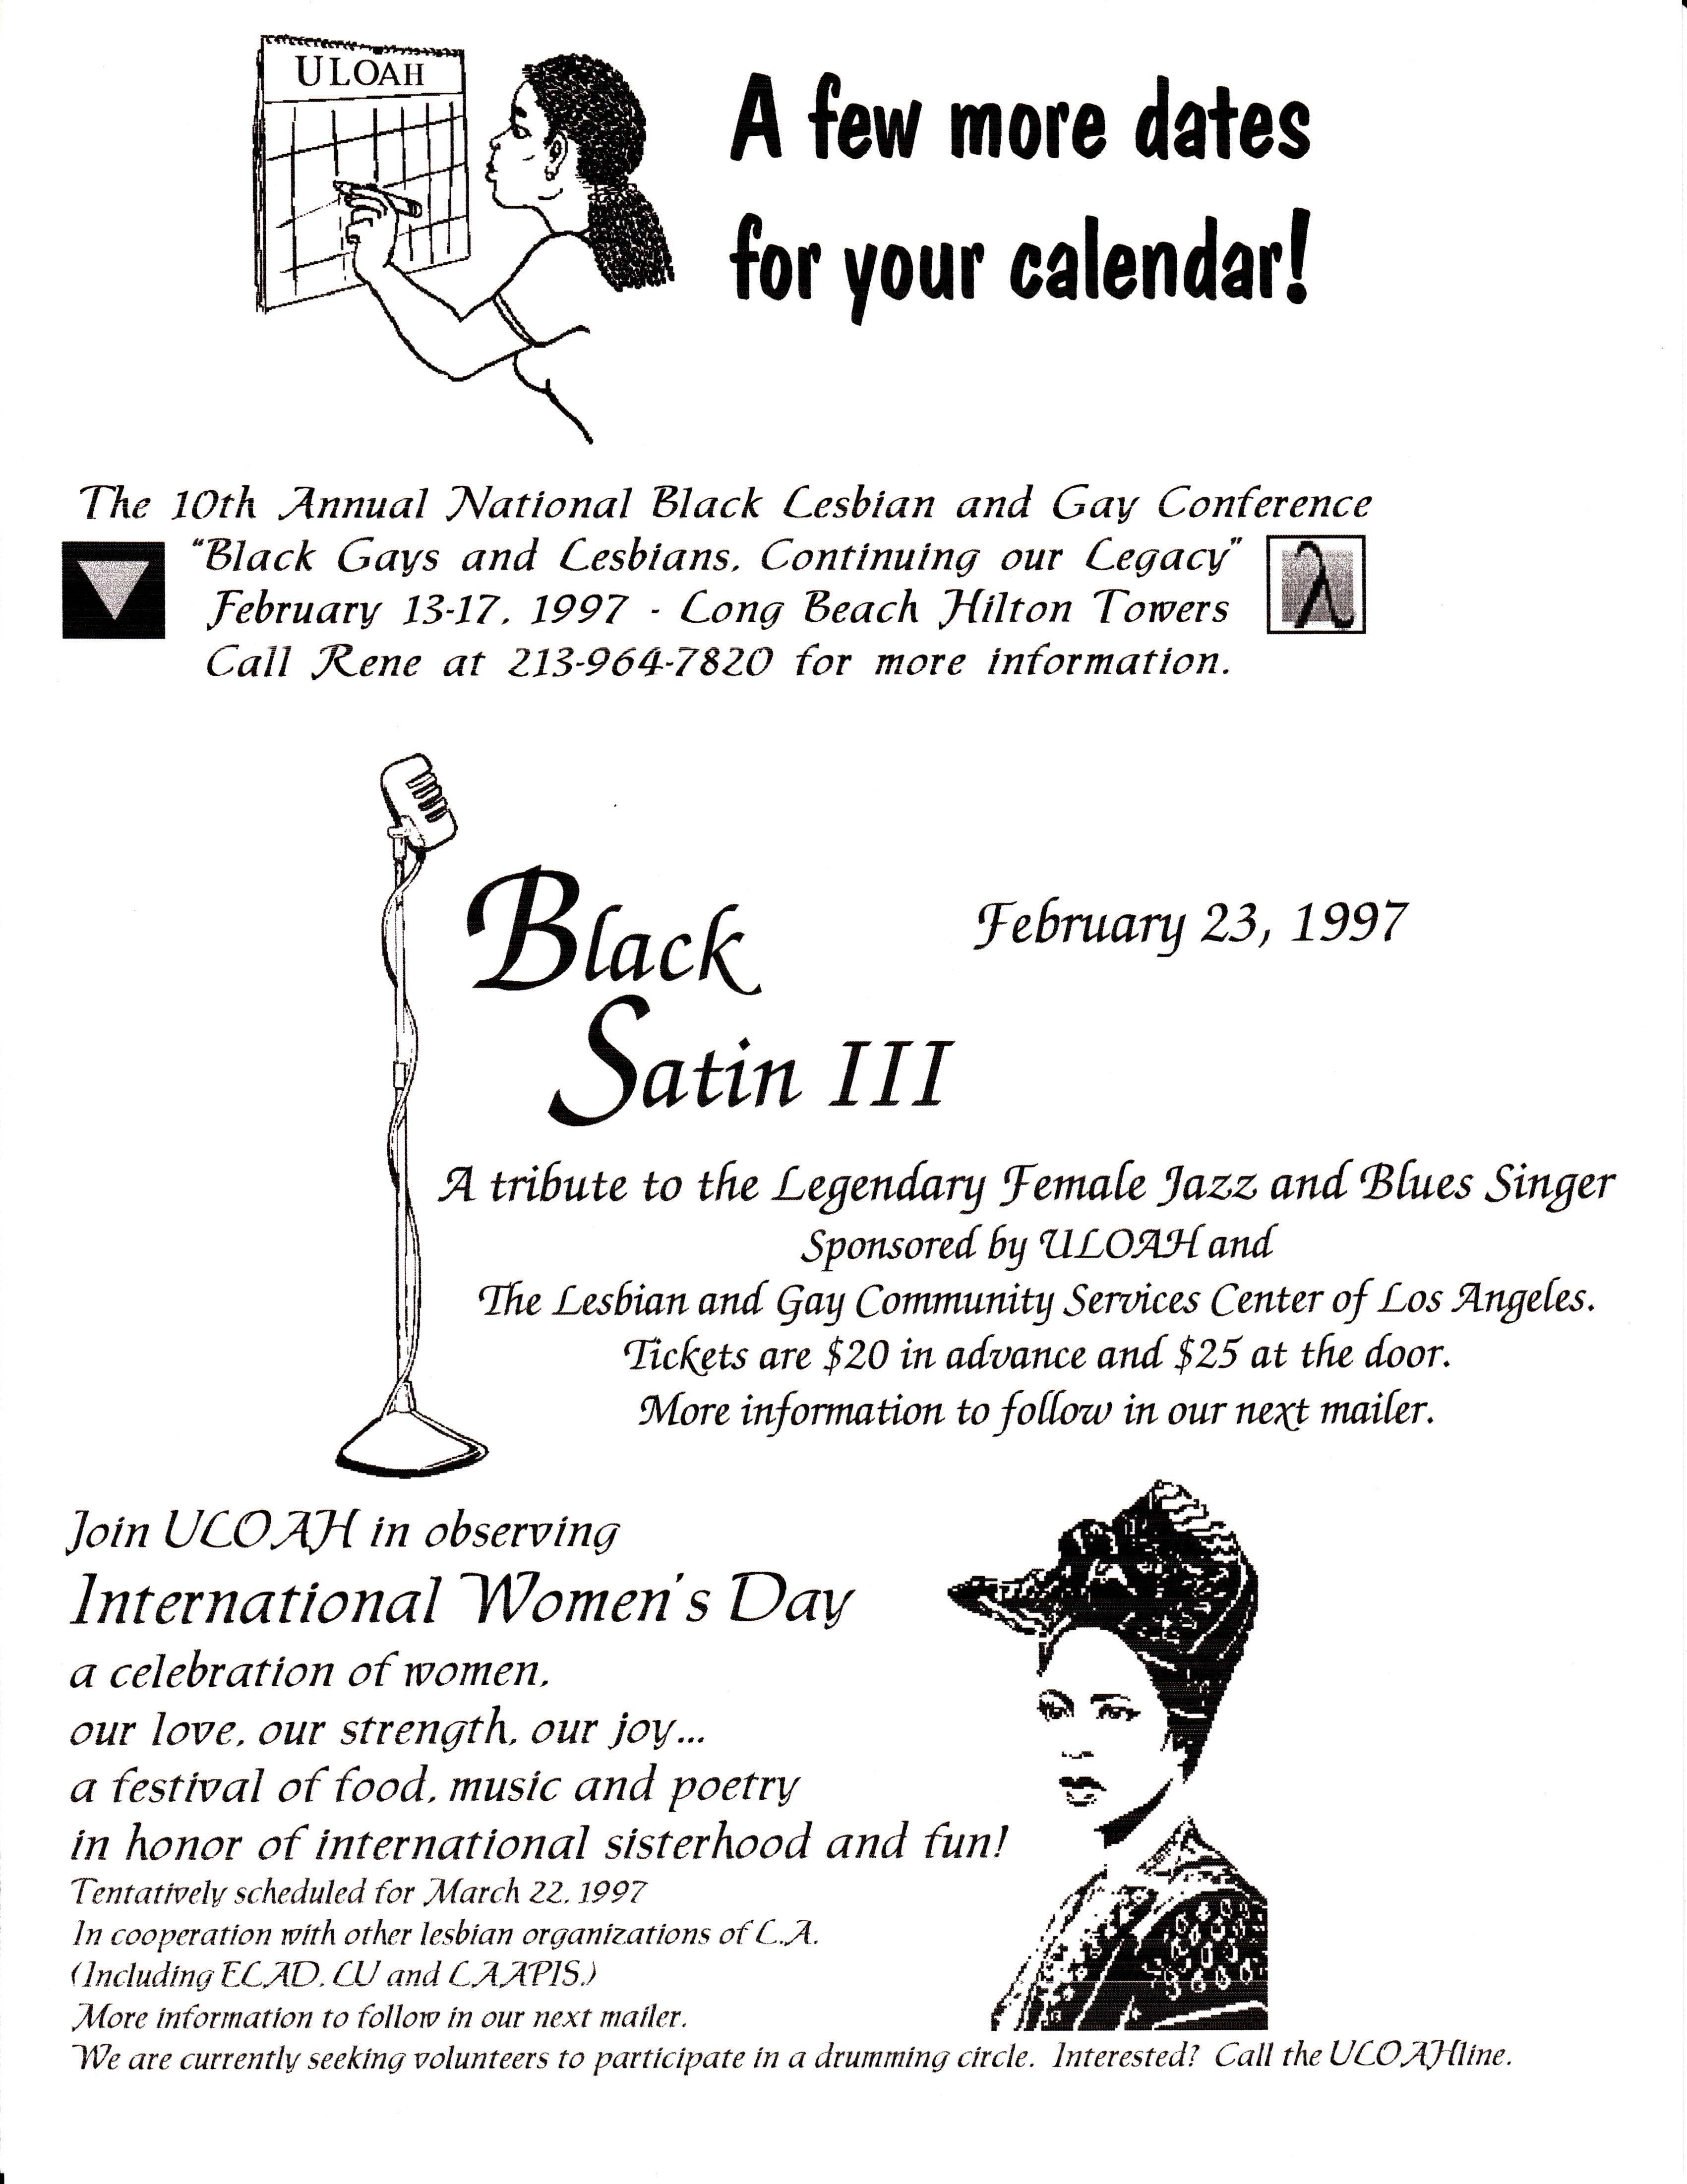 ULOAH
A few more dates
for your calendar!
The 10th Annual National Black Lesbian and Gay Conference
"Black Gays and Lesbians, Continuing our Legacy"
February 13-17, 1997 - Long Beach Hilton Towers
λ
Call Rene at 213-964-7820 for more information.
Black
February 23, 1997
Satin III
A tribute to the Legendary Female Jazz and Blues Singer
Sponsored by ULOAH and
The Lesbian and Gay Community Services Center of Los Angeles.
Tickets are $20 in advance and $25 at the door.
More information to follow in our next mailer.
Join ULOAH in observing
International Women's Day
a celebration of women,
our love, our strength, our joy...
a festival of food, music and poetry
in honor of international sisterhood and fun!
Tentatively scheduled for March 22, 1997
In cooperation with other lesbian organizations of L.A.
(Including ELAD, LU and LAAPIS.)
More information to follow in our next mailer.
We are currently seeking volunteers to participate in a drumming circle. Interested? Call the ULOAHline.